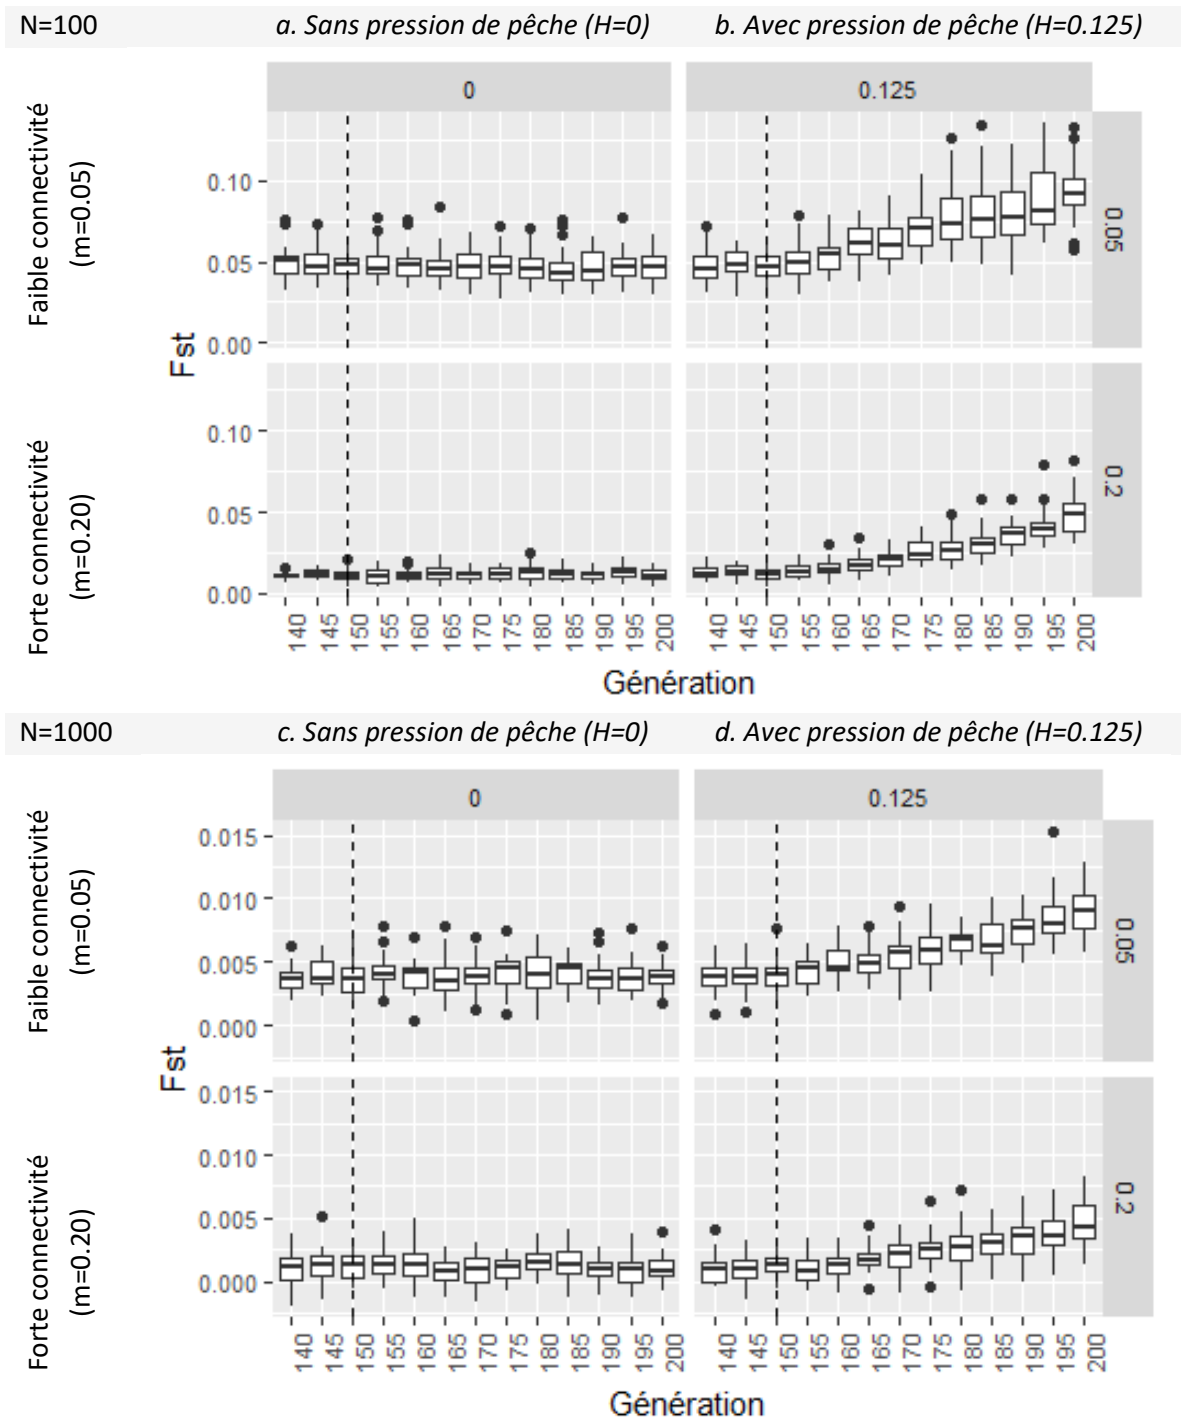 N=100 a. Sans pression de pêche (H=0) b. Avec pression de pêche (H=0.125)
0 0.125
Faible connectivité
(m=0.05)
0.10
0.05
0.00
0.05
Fst
Forte connectivité
(m=0.20)
0.10
0.05
0.00
0.2
140 145 150 155 160 165 170 175 180 185 190 195 200 140 145 150 155 160 165 170 175 180 185 190 195 200
Génération
N=1000 c. Sans pression de pêche (H=0) d. Avec pression de pêche (H=0.125)
0 0.125
Faible connectivité
(m=0.05)
0.015
0.010
0.005
0.000
0.05
Fst
Forte connectivité
(m=0.20)
0.015
0.010
0.005
0.000
0.2
140 145 150 155 160 165 170 175 180 185 190 195 200 140 145 150 155 160 165 170 175 180 185 190 195 200
Génération